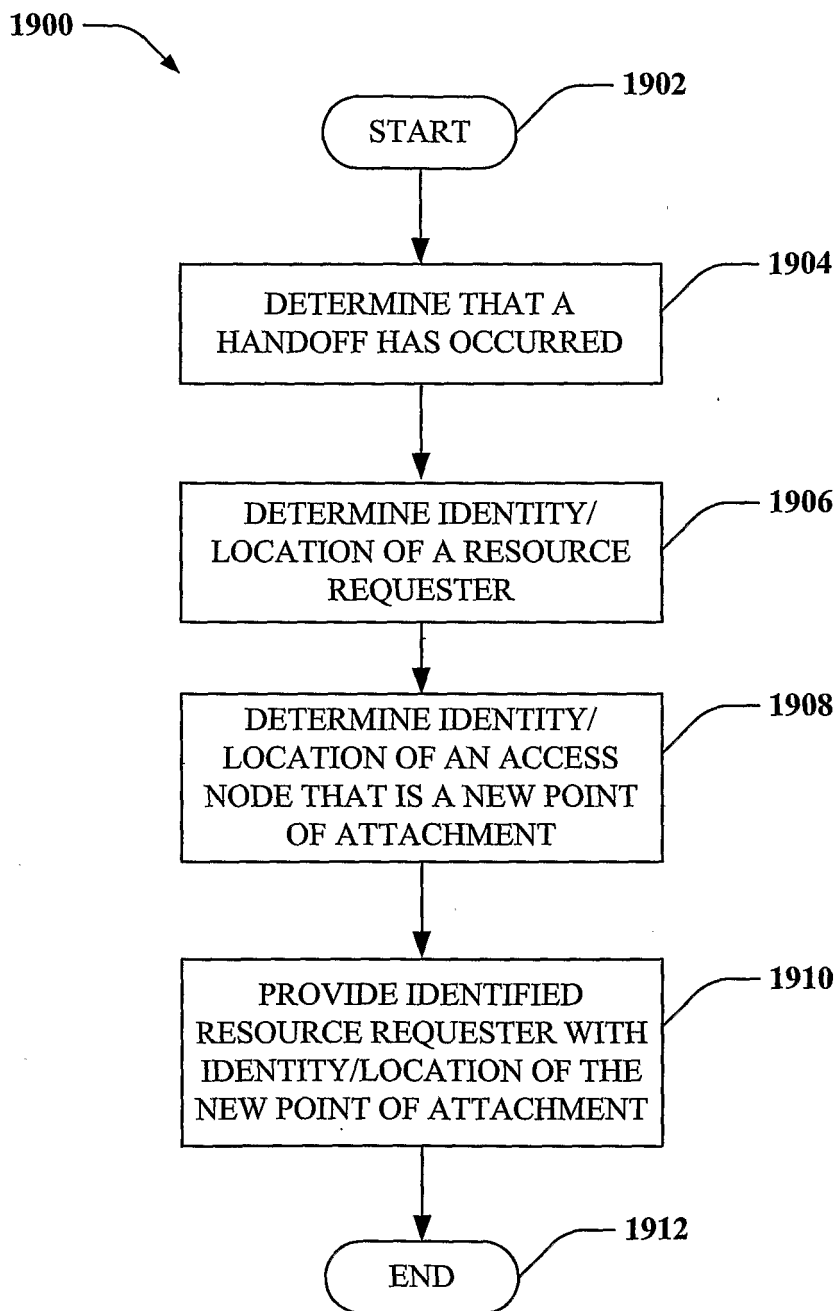 1900
1902
START
1904
DETERMINE THAT A
HANDOFF HAS OCCURRED
1906
DETERMINE IDENTITY/
LOCATION OF A RESOURCE
REQUESTER
1908
DETERMINE IDENTITY/
LOCATION OF AN ACCESS
NODE THAT IS A NEW POINT
OF ATTACHMENT
1910
PROVIDE IDENTIFIED
RESOURCE REQUESTER WITH
IDENTITY/LOCATION OF THE
NEW POINT OF ATTACHMENT
1912
END